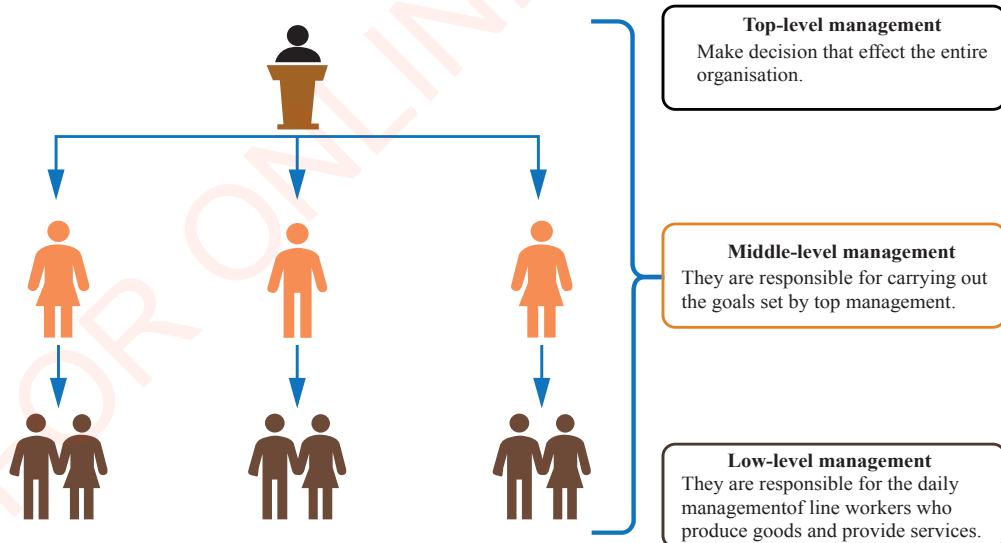 Top-level management
Make decision that effect the entire
organisation.
Middle-level management
They are responsible for carrying out
the goals set by top management.
Low-level management
They are responsible for the daily
managementof line workers who
produce goods and provide services.
OR ONLIN